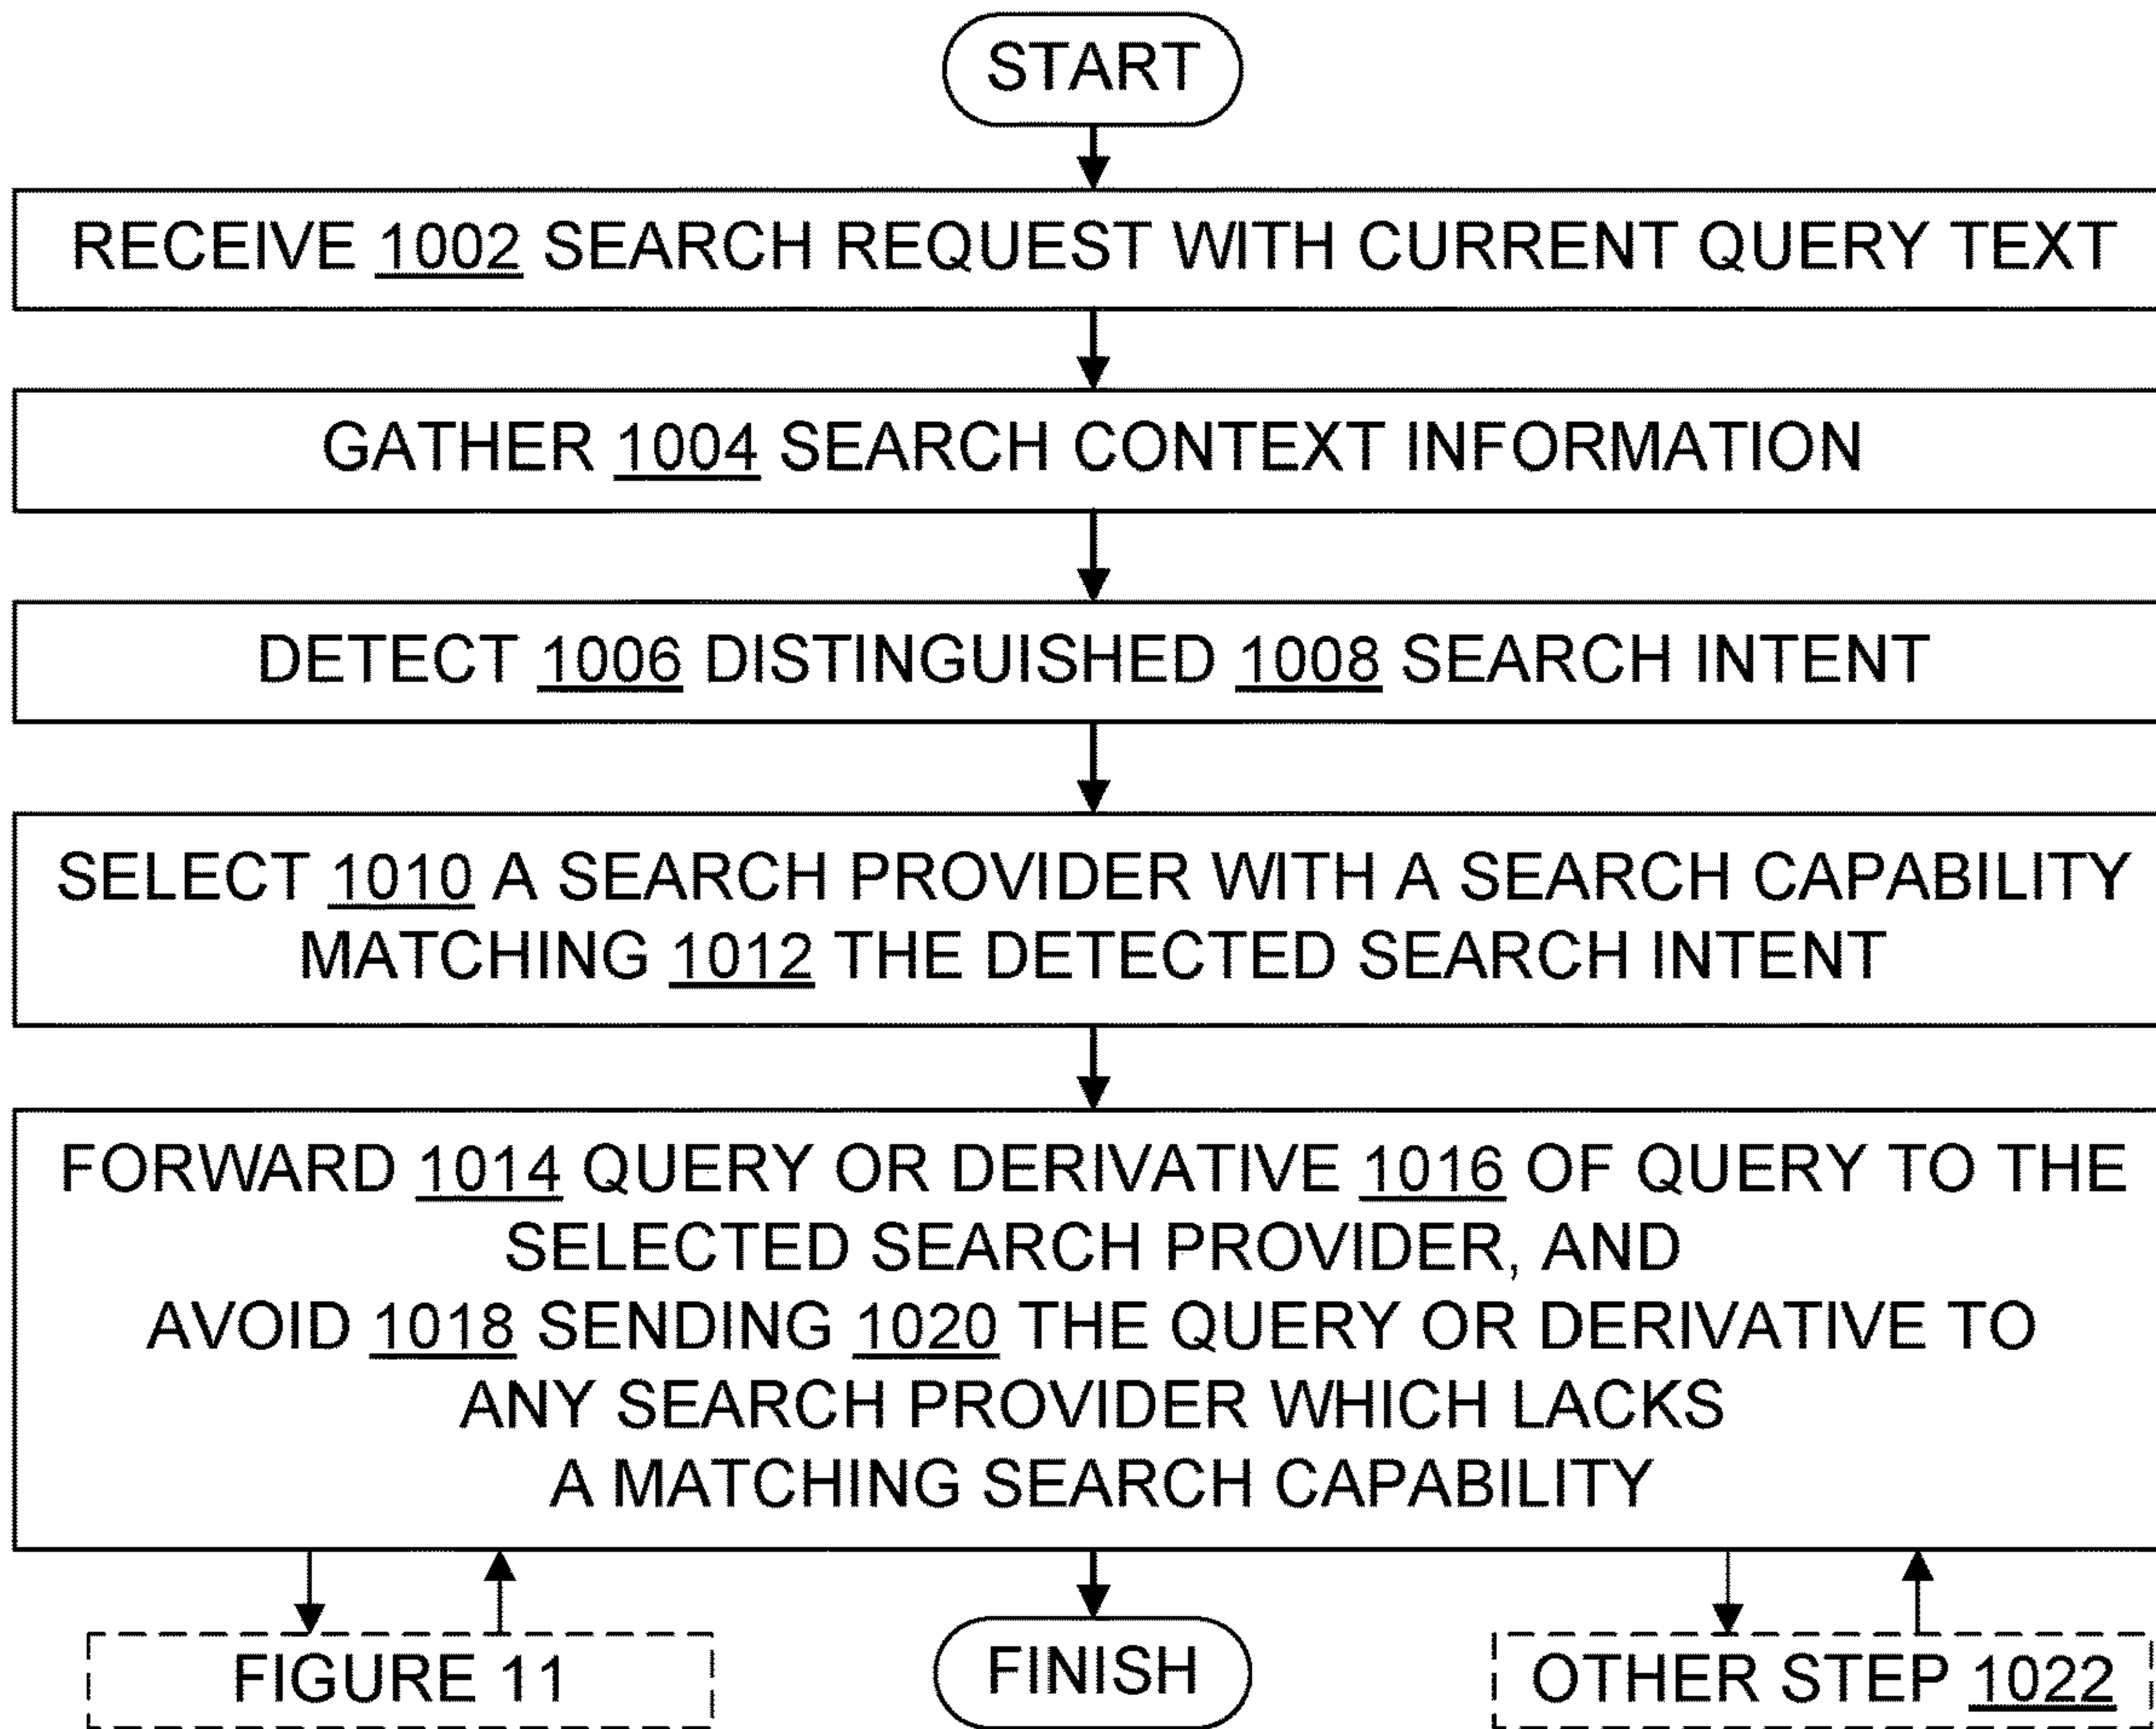 START
RECEIVE 1002 SEARCH REQUEST WITH CURRENT QUERY TEXT
GATHER 1004 SEARCH CONTEXT INFORMATION
DETECT 1006 DISTINGUISHED 1008 SEARCH INTENT
SELECT 1010 A SEARCH PROVIDER WITH A SEARCH CAPABILITY
MATCHING 1012 THE DETECTED SEARCH INTENT
FORWARD 1014 QUERY OR DERIVATIVE 1016 OF QUERY TO THE
SELECTED SEARCH PROVIDER, AND
AVOID 1018 SENDING 1020 THE QUERY OR DERIVATIVE TO
ANY SEARCH PROVIDER WHICH LACKS
A MATCHING SEARCH CAPABILITY
FIGURE 11
FINISH
OTHER STEP 1022